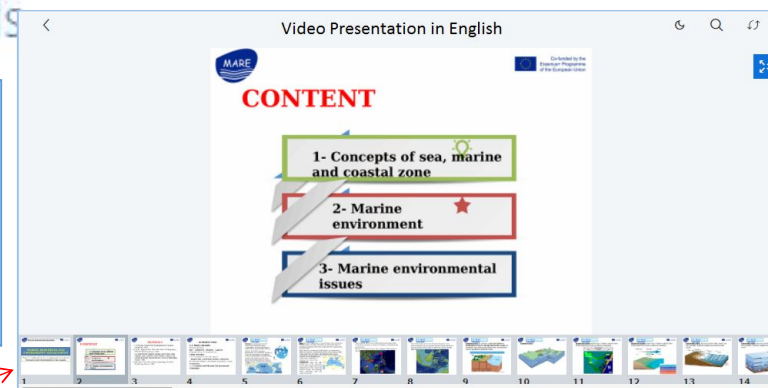 Video Presentation in English
MARE
Co-funded by the
Erasmus+ Programme
of the European Union
CONTENT
1- Concepts of sea, marine
and coastal zone
2- Marine
environment
3- Marine environmental
issues
1 2 3 4 5 6 7 8 9 10 11 12 13 14